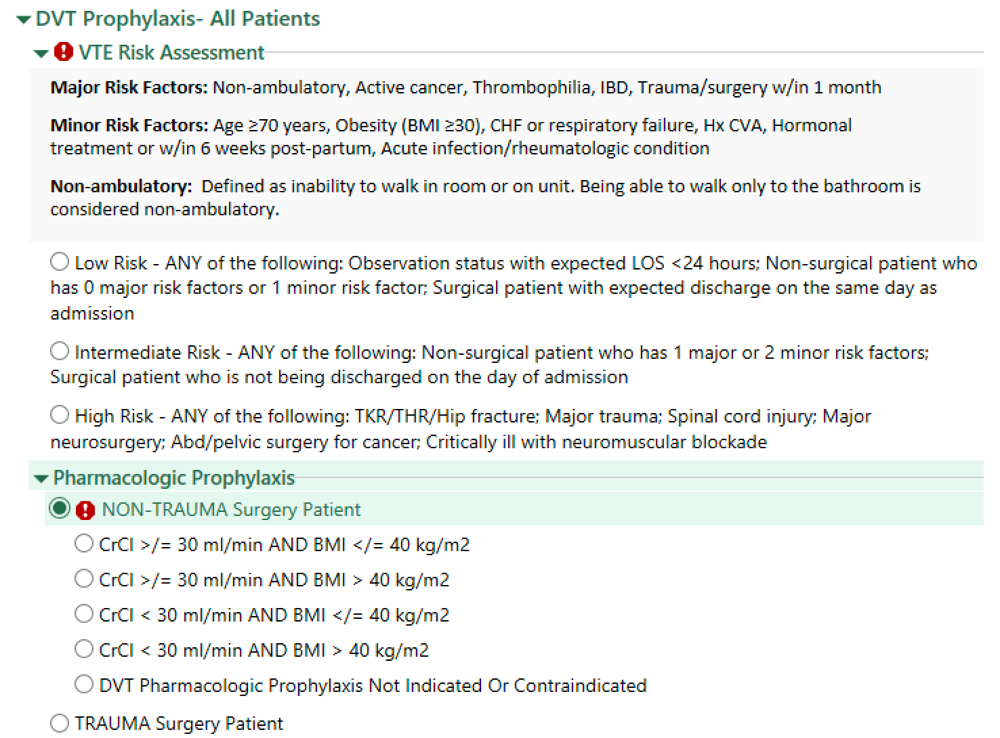 DVT Prophylaxis- All Patients
VTE Risk Assessment
Major Risk Factors: Non-ambulatory, Active cancer, Thrombophilia, IBD, Trauma/surgery w/in 1 month
Minor Risk Factors: Age ≥70 years, Obesity (BMI ≥30), CHF or respiratory failure, Hx CVA, Hormonal
treatment or w/in 6 weeks post-partum, Acute infection/rheumatologic condition
Non-ambulatory:  Defined as inability to walk in room or on unit. Being able to walk only to the bathroom is
considered non-ambulatory.
Low Risk - ANY of the following: Observation status with expected LOS <24 hours; Non-surgical patient who
has 0 major risk factors or 1 minor risk factor; Surgical patient with expected discharge on the same day as
admission
Intermediate Risk - ANY of the following: Non-surgical patient who has 1 major or 2 minor risk factors;
Surgical patient who is not being discharged on the day of admission
High Risk - ANY of the following: TKR/THR/Hip fracture; Major trauma; Spinal cord injury; Major
neurosurgery; Abd/pelvic surgery for cancer; Critically ill with neuromuscular blockade
Pharmacologic Prophylaxis
NON-TRAUMA Surgery Patient
CrCl >/= 30 ml/min AND BMI </= 40 kg/m2
CrCl >/= 30 ml/min AND BMI > 40 kg/m2
CrCl < 30 ml/min AND BMI </= 40 kg/m2
CrCl < 30 ml/min AND BMI > 40 kg/m2
DVT Pharmacologic Prophylaxis Not Indicated Or Contraindicated
TRAUMA Surgery Patient